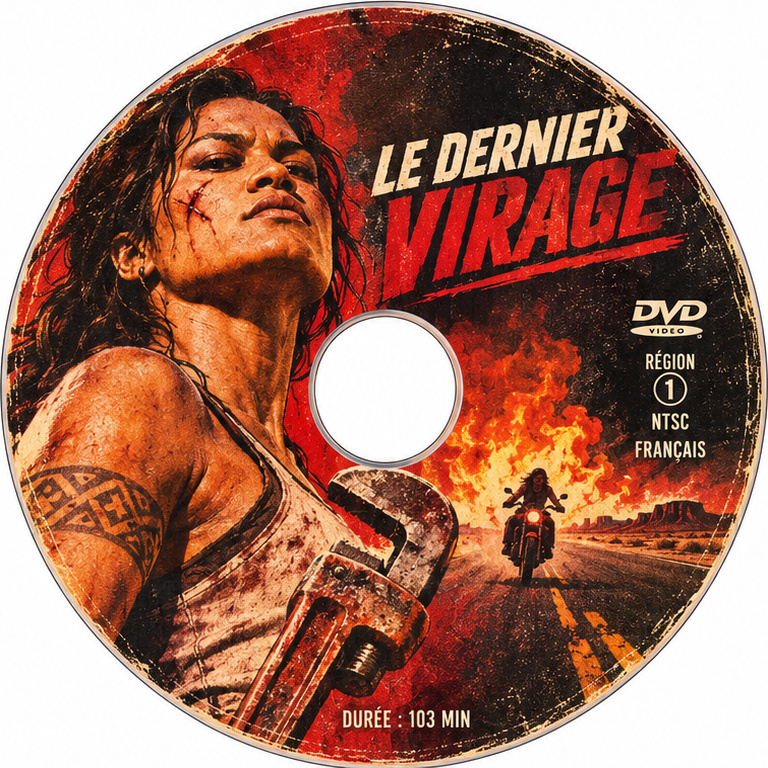 LE DERNIER
VIRAGE
DVD
VIDEO
RÉGION
1
NTSC
FRANÇAIS
DURÉE : 103 MIN